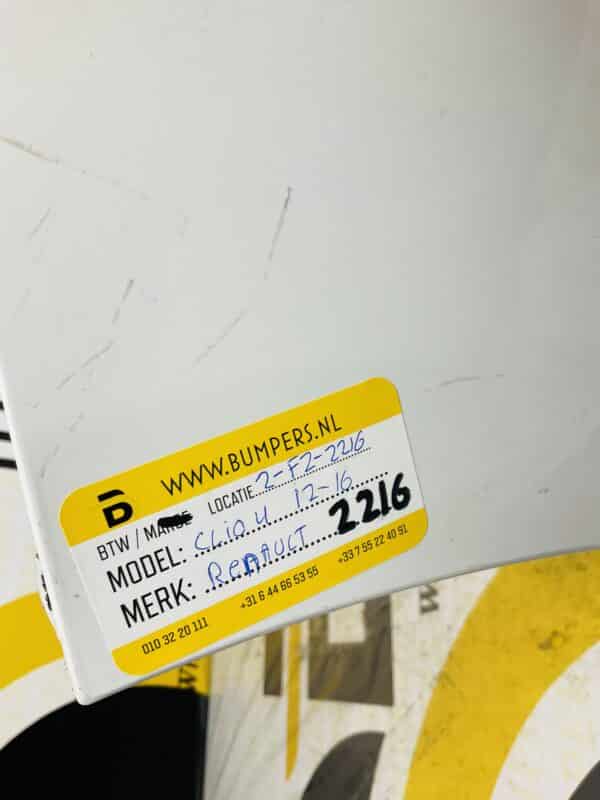 WWW.BUMPERS.NL
BTW / MARGE LOCATIE 2-F2-2216
MODEL: CLIO 4 12-16
MERK: RENAULT 2216
010 32 20 111 +31 6 44 66 53 55 +33 7 55 22 40 91